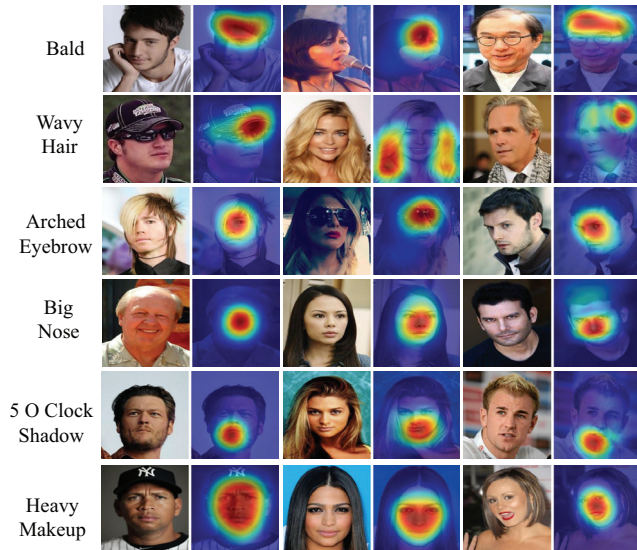 Bald
Wavy
Hair
Arched
Eyebrow
Big
Nose
5 O Clock
Shadow
Heavy
Makeup